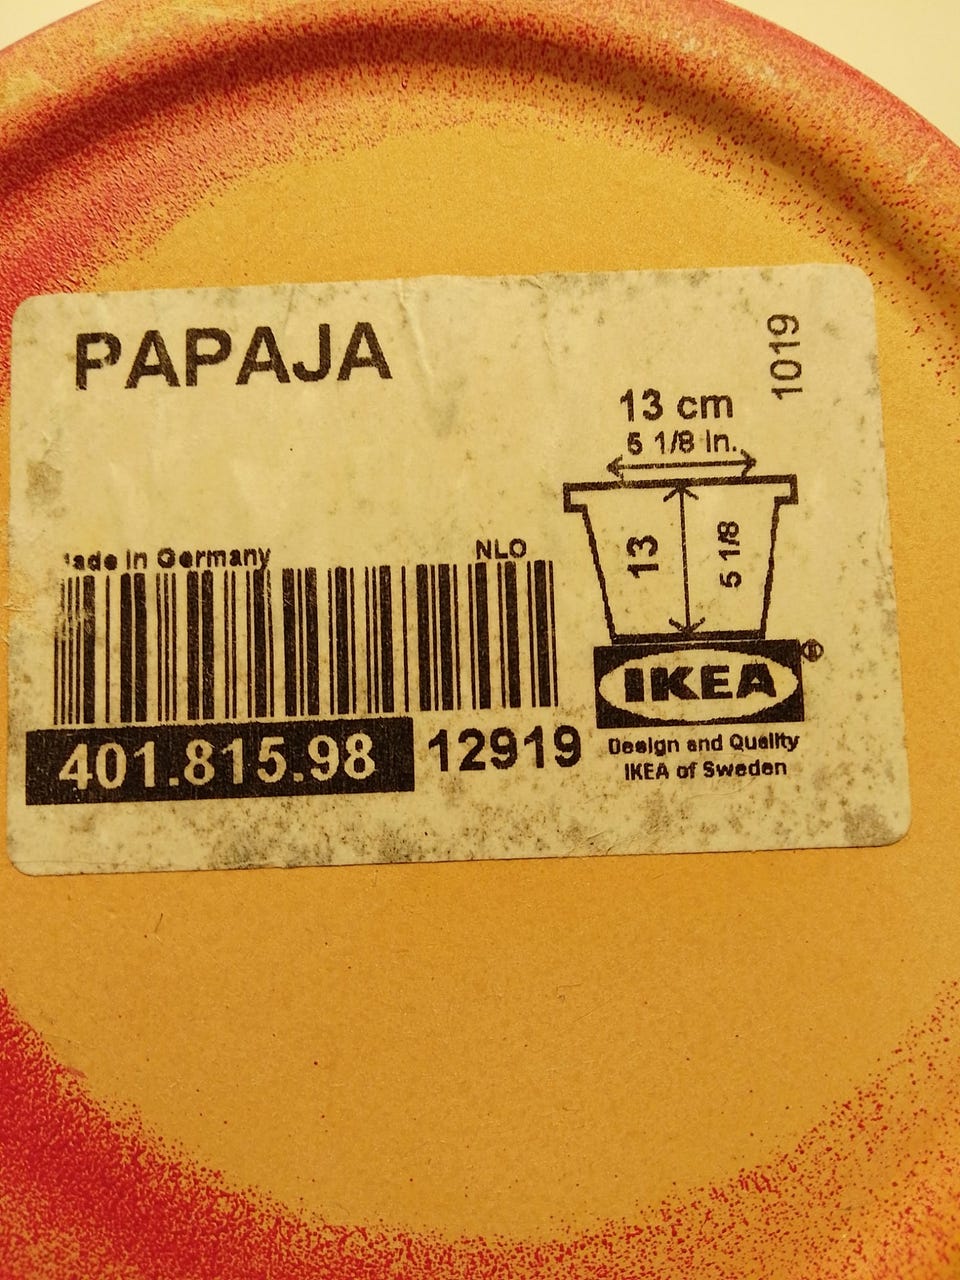 PAPAJA
1019
13 cm
5 1/8 in.
13
5 1/8
ade in Germany
NLO
IKEA®
401.815.98
12919
Design and Quality
IKEA of Sweden